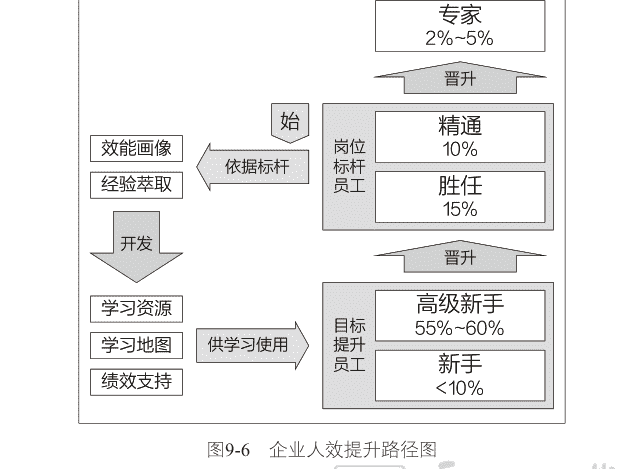 专家
2%~5%
晋升
始
岗位
标杆
员工
精通
10%
胜任
15%
依据标杆
效能画像
经验萃取
开发
晋升
学习资源
学习地图
绩效支持
供学习使用
目标
提升
员工
高级新手
55%~60%
新手
<10%
图9-6 企业人效提升路径图